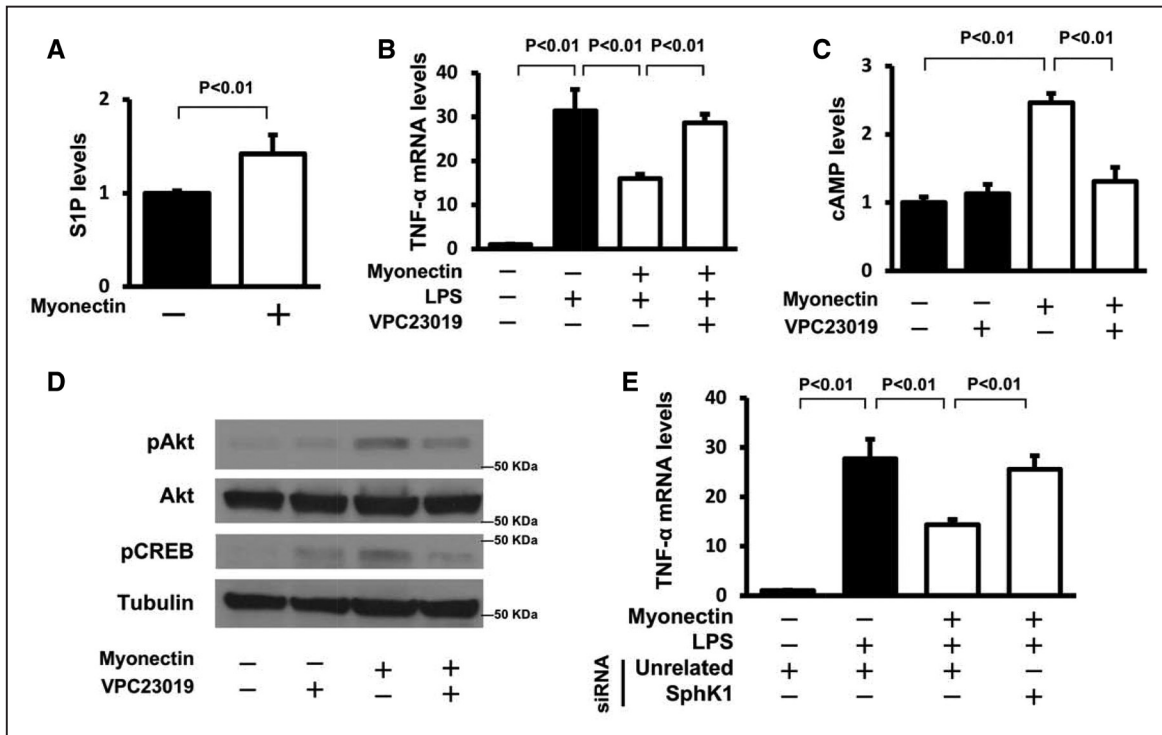 A
P<0.01
S1P levels
2
1
0
Myonectin − +
B
P<0.01 P<0.01 P<0.01
TNF-α mRNA levels
40
30
20
10
0
Myonectin − − + +
LPS − + + +
VPC23019 − − − +
C
P<0.01 P<0.01
cAMP levels
3
2
1
0
Myonectin − − + +
VPC23019 − + − +
D
pAkt
50 KDa
Akt
50 KDa
pCREB
50 KDa
Tubulin
50 KDa
Myonectin − − + +
VPC23019 − + − +
E
P<0.01 P<0.01 P<0.01
TNF-α mRNA levels
40
30
20
10
0
Myonectin − − + +
LPS − + + +
siRNA
Unrelated + + + −
SphK1 − − − +